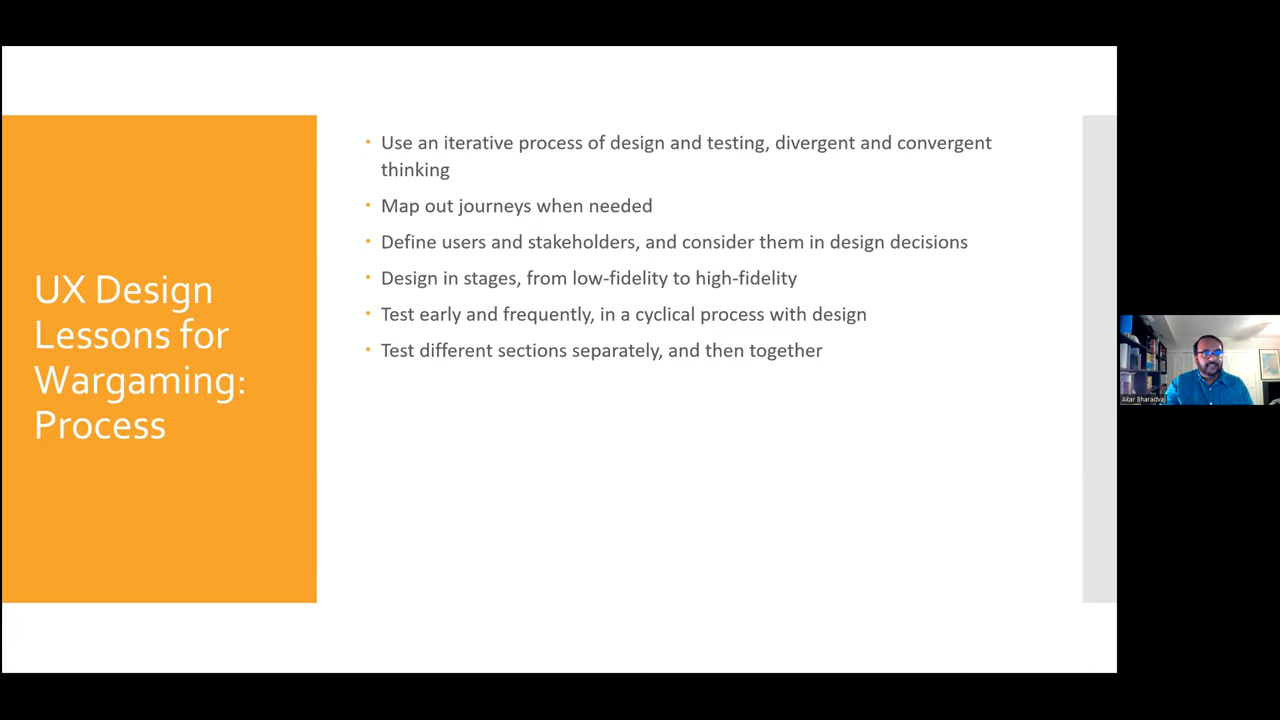 UX Design
Lessons for
Wargaming:
Process
• Use an iterative process of design and testing, divergent and convergent
thinking
• Map out journeys when needed
• Define users and stakeholders, and consider them in design decisions
• Design in stages, from low-fidelity to high-fidelity
• Test early and frequently, in a cyclical process with design
• Test different sections separately, and then together
Akar Bharadvaj